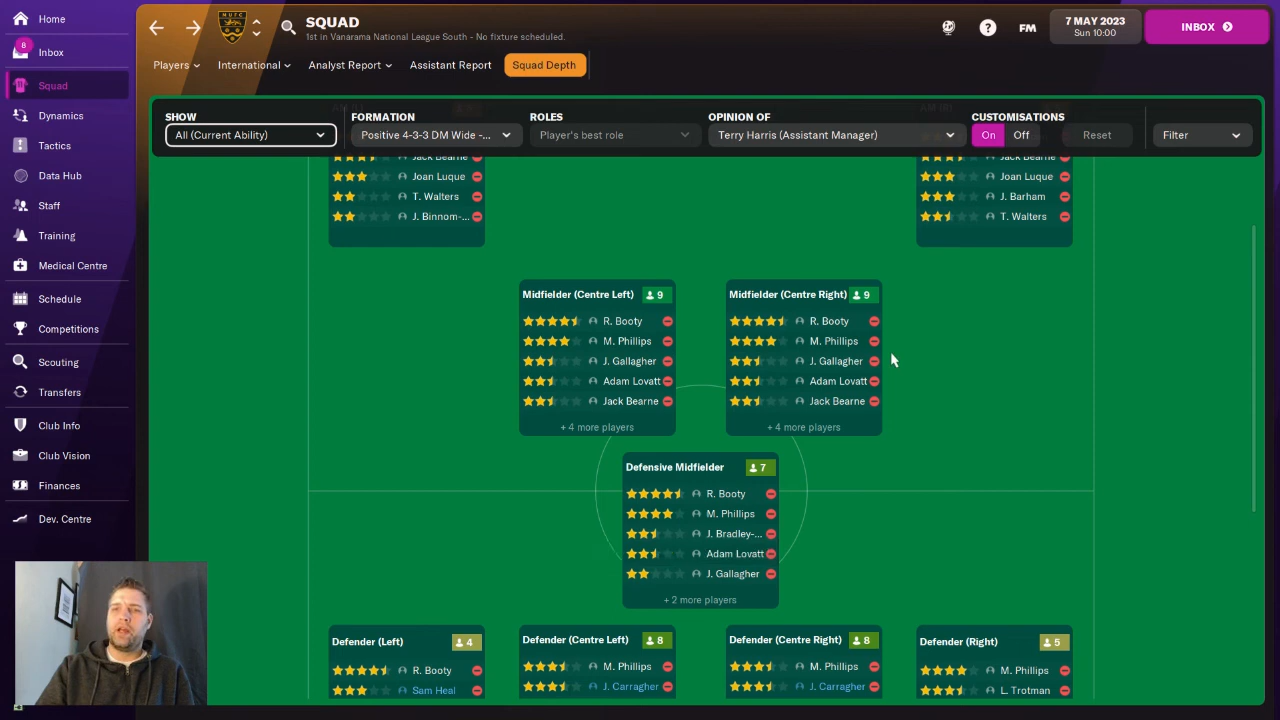 Home
8
Inbox
Squad
Dynamics
Tactics
Data Hub
Staff
Training
Medical Centre
Schedule
Competitions
Scouting
Transfers
Club Info
Club Vision
Finances
Dev. Centre
SQUAD
1st in Vanarama National League South - No fixture scheduled.
FM
7 MAY 2023
Sun 10:00
INBOX
Players
International
Analyst Report
Assistant Report
Squad Depth
SHOW
All (Current Ability)
FORMATION
Positive 4-3-3 DM Wide -...
ROLES
Player's best role
OPINION OF
Terry Harris (Assistant Manager)
CUSTOMISATIONS
On Off Reset
Filter
Jack Bearne
Joan Luque
T. Walters
J. Binnom-...
Jack Bearne
Joan Luque
J. Barham
T. Walters
Midfielder (Centre Left) 9
R. Booty
M. Phillips
J. Gallagher
Adam Lovatt
Jack Bearne
+ 4 more players
Midfielder (Centre Right) 9
R. Booty
M. Phillips
J. Gallagher
Adam Lovatt
Jack Bearne
+ 4 more players
Defensive Midfielder 7
R. Booty
M. Phillips
J. Bradley-...
Adam Lovatt
J. Gallagher
+ 2 more players
Defender (Left) 4
R. Booty
Sam Heal
Defender (Centre Left) 8
M. Phillips
J. Carragher
Defender (Centre Right) 8
M. Phillips
J. Carragher
Defender (Right) 5
M. Phillips
L. Trotman